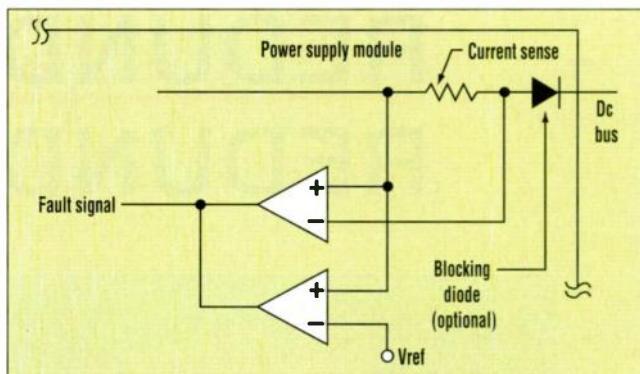 Power supply module
Current sense
Dc
bus
+
−
Fault signal
Blocking
diode
(optional)
+
−
Vref